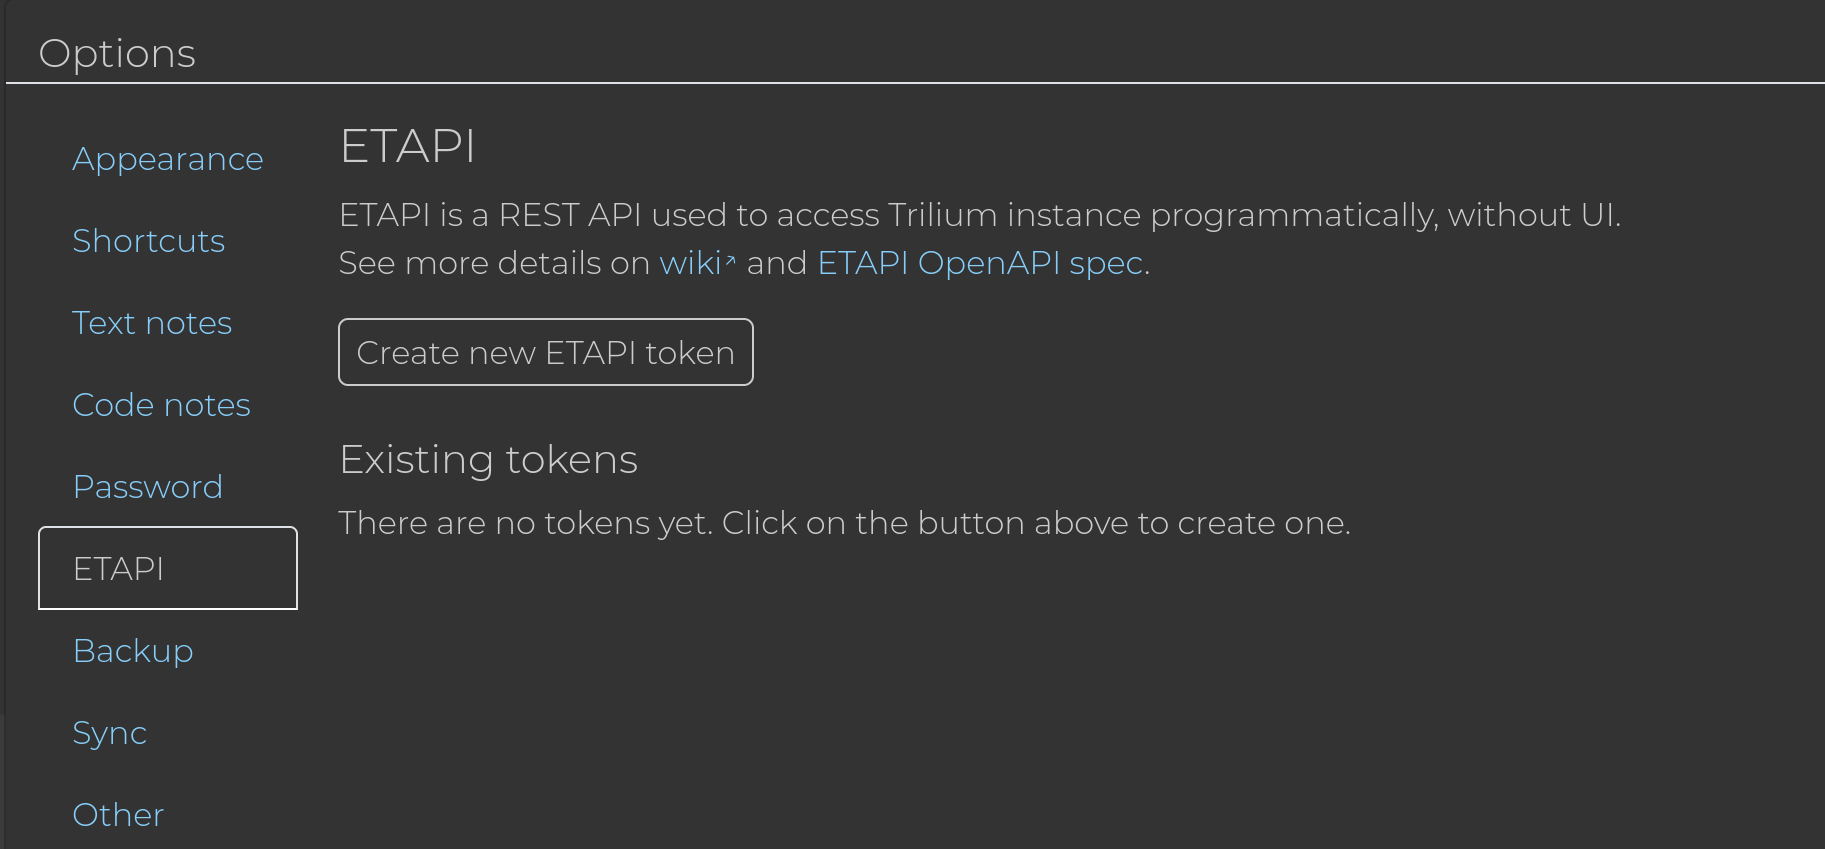 Options
Appearance
Shortcuts
Text notes
Code notes
Password
ETAPI
Backup
Sync
Other
ETAPI
ETAPI is a REST API used to access Trilium instance programmatically, without UI.
See more details on wiki↗ and ETAPI OpenAPI spec.
Create new ETAPI token
Existing tokens
There are no tokens yet. Click on the button above to create one.